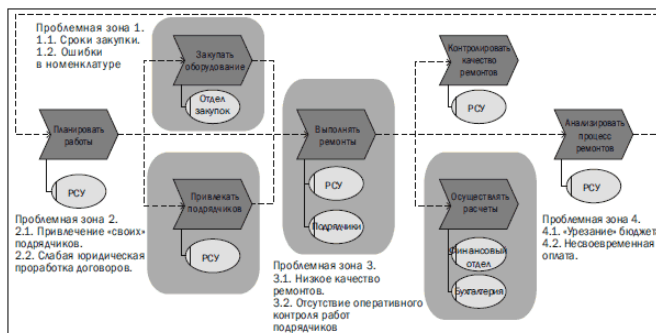 Проблемная зона 1.
1.1. Сроки закупки.
1.2. Ошибки
в номенклатуре
Закупать
оборудование
Отдел
закупок
Контролировать
качество
ремонтов
РСУ
Планировать
работы
РСУ
Выполнять
ремонты
РСУ
Подрядчики
Анализировать
процесс
ремонтов
РСУ
Привлекать
подрядчиков
РСУ
Осуществлять
расчеты
Финансовый
отдел
Бухгалтерия
Проблемная зона 2.
2.1. Привлечение «своих»
подрядчиков.
2.2. Слабая юридическая
проработка договоров.
Проблемная зона 3.
3.1. Низкое качество
ремонтов.
3.2. Отсутствие оперативного
контроля работ
подрядчиков
Проблемная зона 4.
4.1. «Урезание» бюджета
4.2. Несвоевременная
оплата.